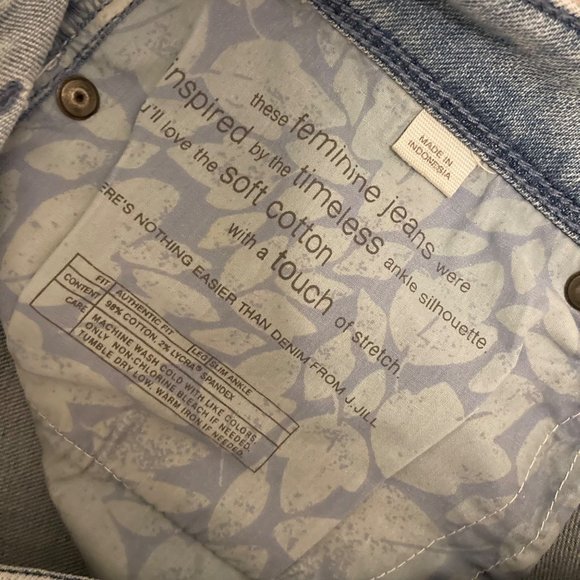 these feminine jeans were
inspired by the timeless ankle silhouette.
you'll love the soft cotton
with a touch of stretch.
ERE'S NOTHING EASIER THAN DENIM FROM J.JILL
FIT AUTHENTIC FIT LEG SLIM ANKLE
CONTENT 98% COTTON, 2% LYCRA® SPANDEX
CARE MACHINE WASH COLD WITH LIKE COLORS.
ONLY NON-CHLORINE BLEACH IF NEEDED.
TUMBLE DRY LOW, WARM IRON IF NEEDED.
MADE IN
INDONESIA